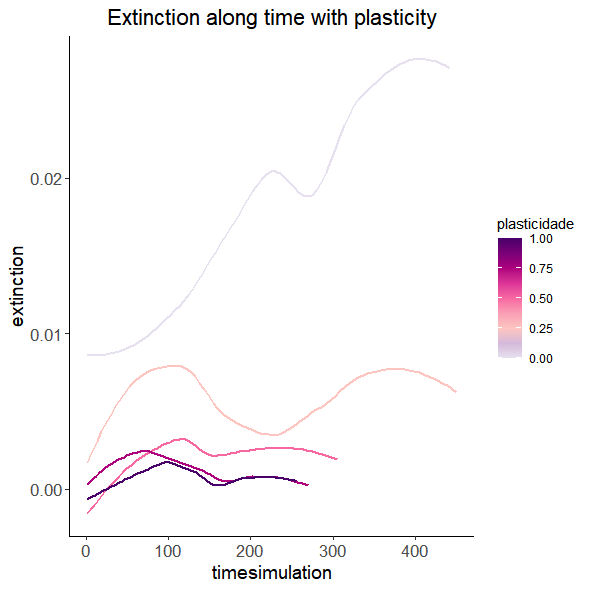 Extinction along time with plasticity
extinction
0.02
0.01
0.00
0 100 200 300 400
timesimulation
plasticidade
1.00
0.75
0.50
0.25
0.00